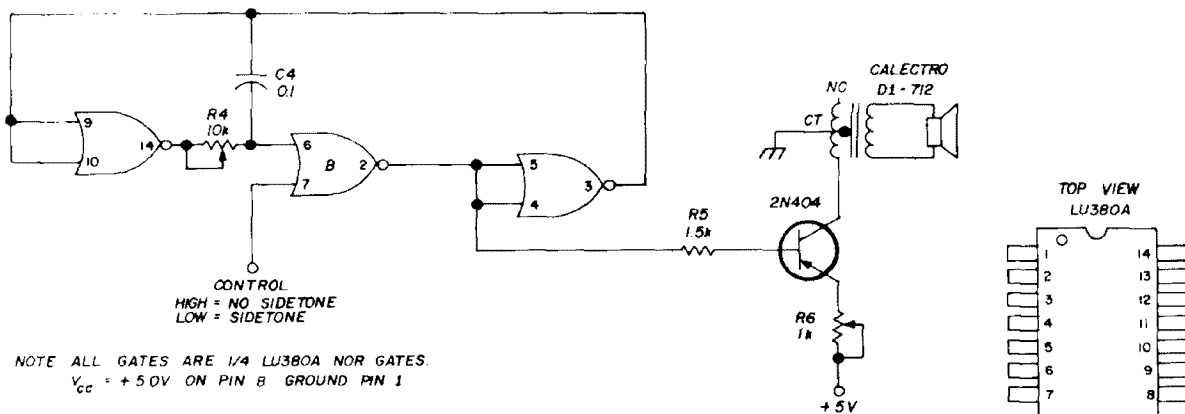 C4
0.1
R4
10k
9
10
14
6
7
B
2
5
4
3
CONTROL
HIGH = NO SIDETONE
LOW = SIDETONE
R5
1.5k
2N404
NC
CT
CALECTRO
D1-712
R6
1k
+5V
TOP VIEW
LU380A
1
2
3
4
5
6
7
14
13
12
11
10
9
8
NOTE ALL GATES ARE 1/4 LU380A NOR GATES.
VCC = +5.0V ON PIN 8 GROUND PIN 1